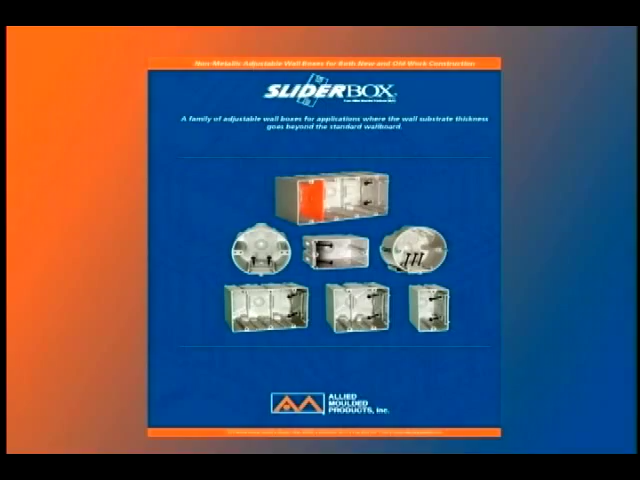 Non-Metallic Adjustable Wall Boxes for Both New and Old Work Construction
SLIDERBOX
A family of adjustable wall boxes for applications where the wall substrate thickness
goes beyond the standard wallboard.
ALLIED
MOULDED
PRODUCTS, inc.